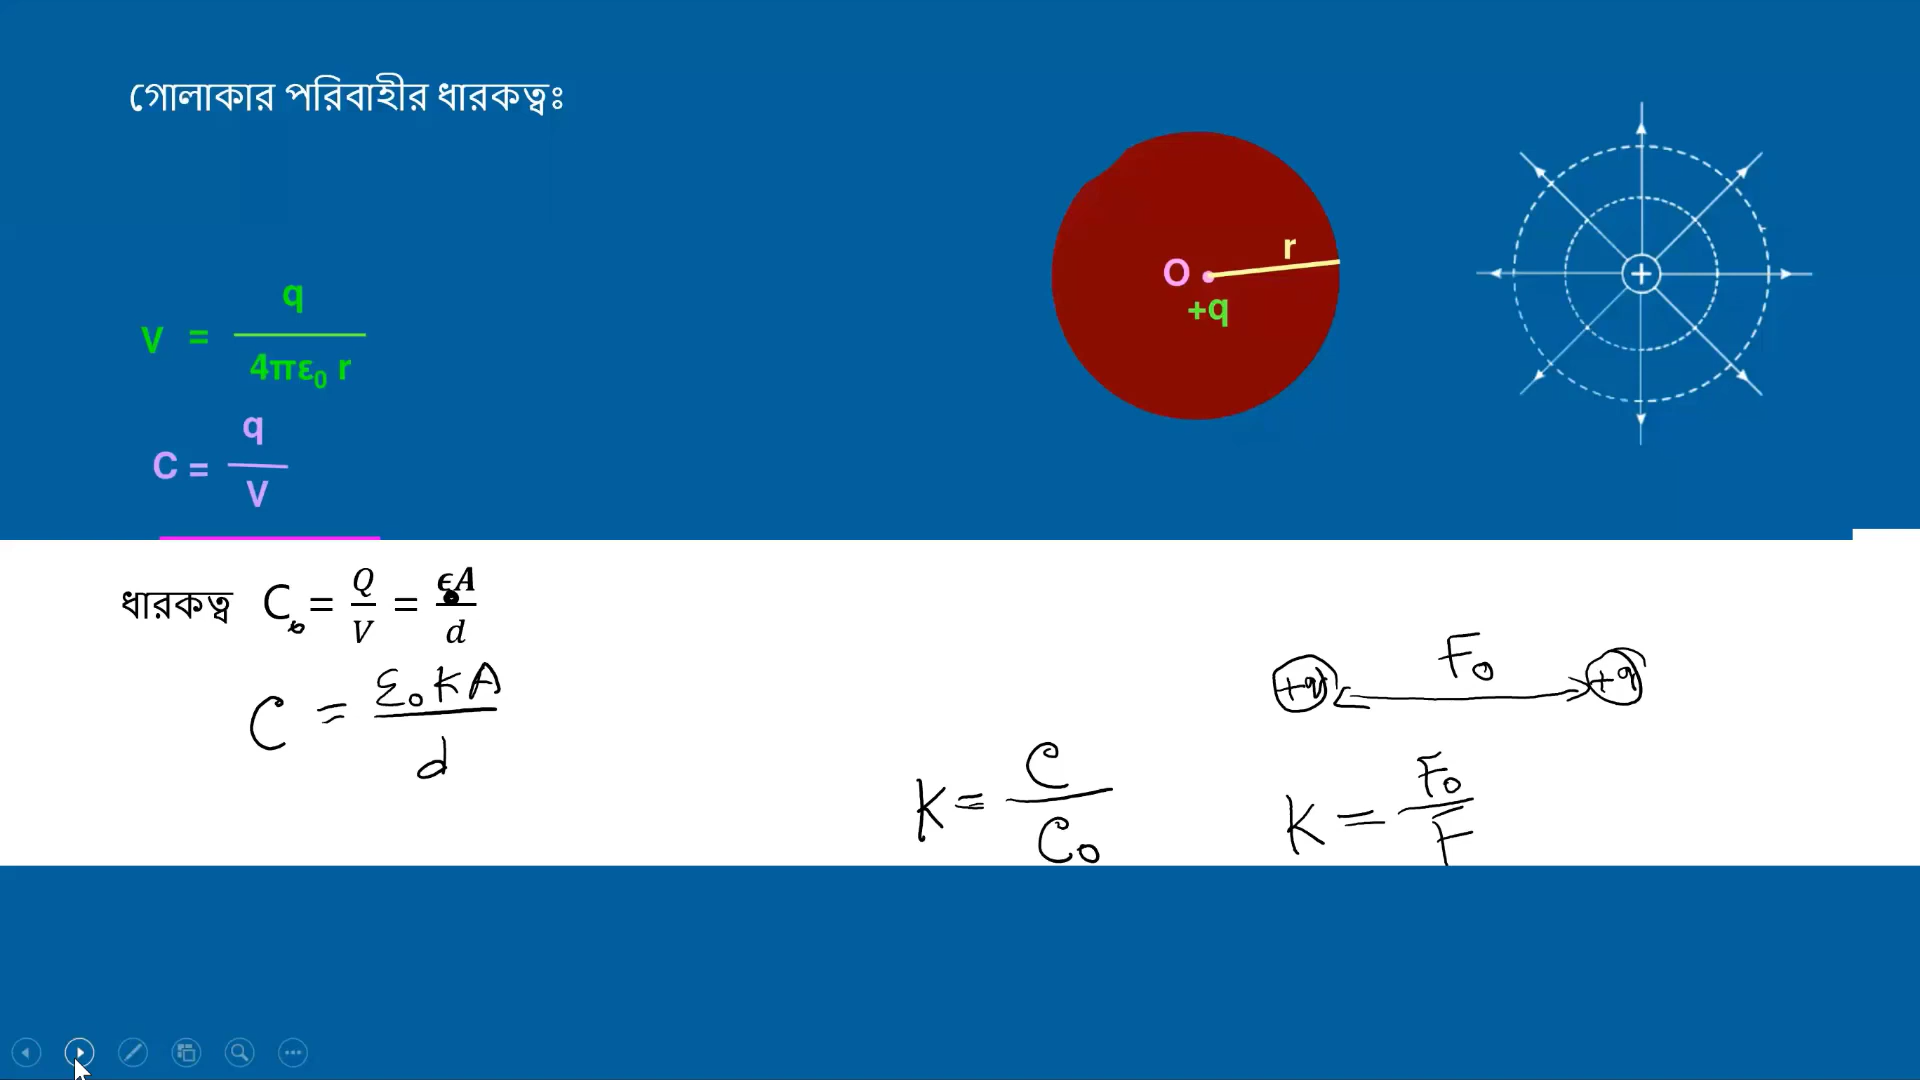 গোলাকার পরিবাহীর ধারকত্বঃ
r
O
+q
+
V = q / 4πε₀ r
C = q / V
ধারকত্ব C₀ = Q/V = ϵ₀A/d
C = ε₀KA / d
+q F₀ +q
K = C / C₀
K = F₀ / F